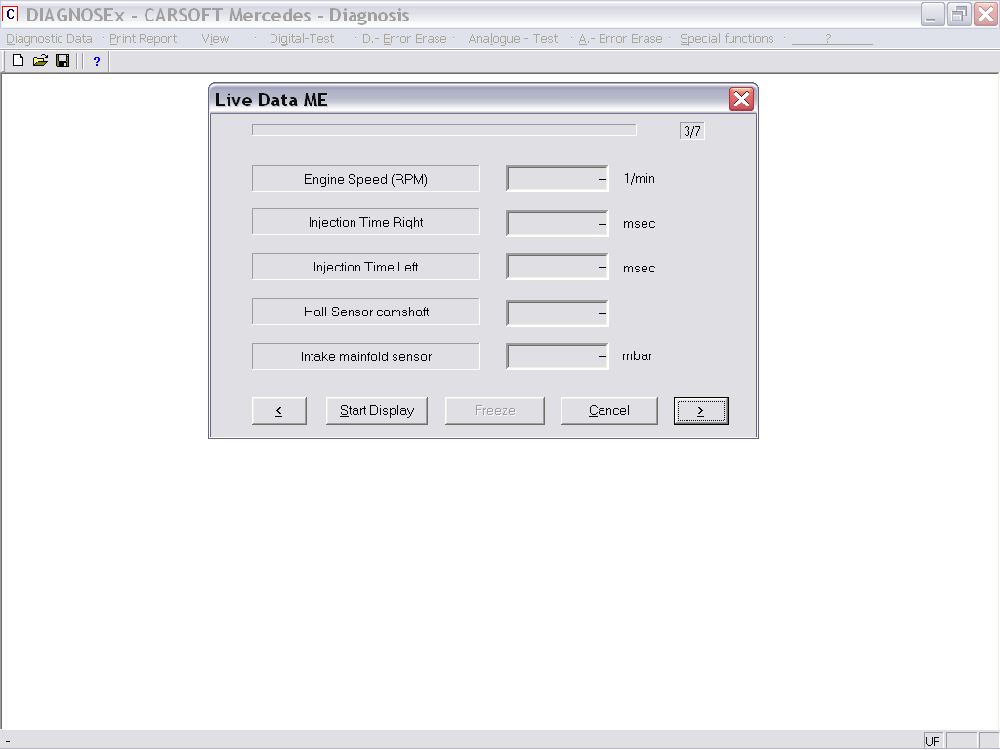 C DIAGNOSEx - CARSOFT Mercedes - Diagnosis
Diagnostic Data - Print Report - View - Digital-Test - D.- Error Erase - Analogue - Test - A.- Error Erase - Special functions - ?
?
Live Data ME
3/7
Engine Speed (RPM) – 1/min
Injection Time Right – msec
Injection Time Left – msec
Hall-Sensor camshaft –
Intake mainfold sensor – mbar
< Start Display Freeze Cancel >
- UF